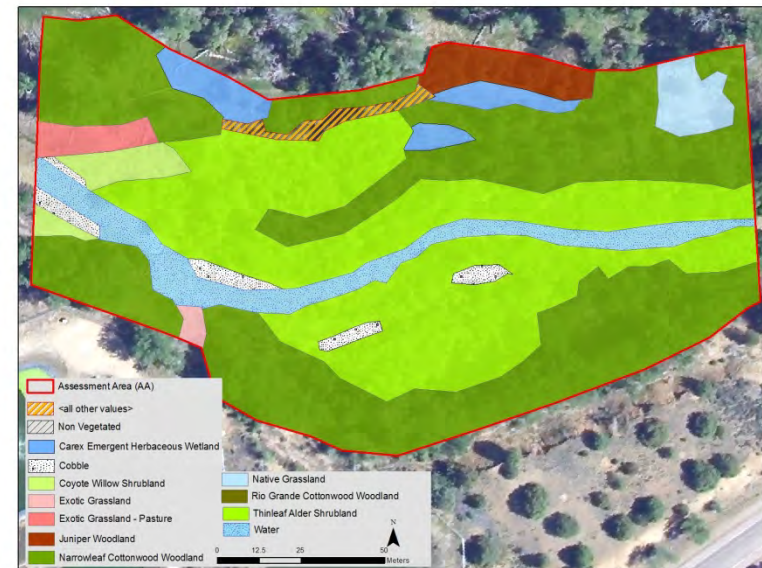 Assessment Area (AA)
<all other values>
Non Vegetated
Carex Emergent Herbaceous Wetland
Cobble
Coyote Willow Shrubland
Exotic Grassland
Exotic Grassland - Pasture
Juniper Woodland
Narrowleaf Cottonwood Woodland
Native Grassland
Rio Grande Cottonwood Woodland
Thinleaf Alder Shrubland
Water
N
0 12.5 25 50
Meters